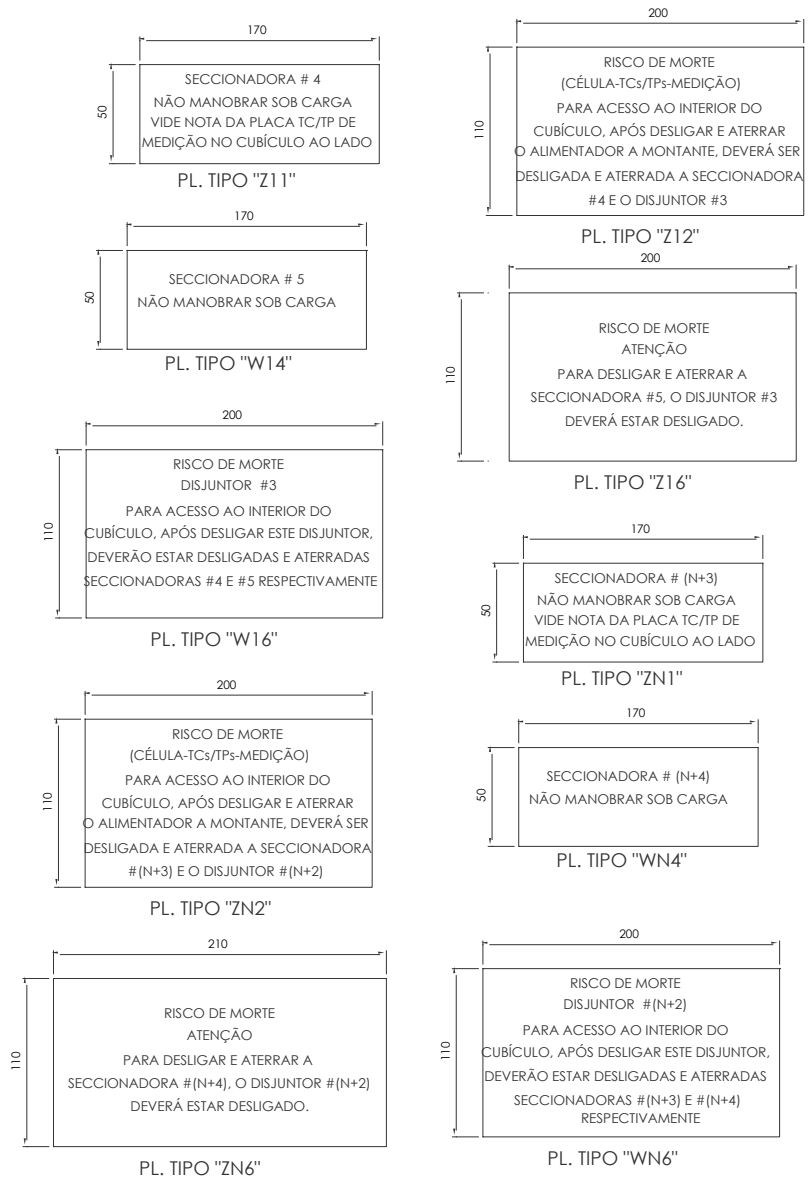 170
50
SECCIONADORA # 4
NÃO MANOBRAR SOB CARGA
VIDE NOTA DA PLACA TC/TP DE
MEDIÇÃO NO CUBÍCULO AO LADO
PL. TIPO "Z11"
200
110
RISCO DE MORTE
(CÉLULA-TCs/TPs-MEDIÇÃO)
PARA ACESSO AO INTERIOR DO
CUBÍCULO, APÓS DESLIGAR E ATERRAR
O ALIMENTADOR A MONTANTE, DEVERÁ SER
DESLIGADA E ATERRADA A SECCIONADORA
#4 E O DISJUNTOR #3
PL. TIPO "Z12"
170
50
SECCIONADORA # 5
NÃO MANOBRAR SOB CARGA
PL. TIPO "W14"
200
110
RISCO DE MORTE
ATENÇÃO
PARA DESLIGAR E ATERRAR A
SECCIONADORA #5, O DISJUNTOR #3
DEVERÁ ESTAR DESLIGADO.
PL. TIPO "Z16"
200
110
RISCO DE MORTE
DISJUNTOR #3
PARA ACESSO AO INTERIOR DO
CUBÍCULO, APÓS DESLIGAR ESTE DISJUNTOR,
DEVERÃO ESTAR DESLIGADAS E ATERRADAS
SECCIONADORAS #4 E #5 RESPECTIVAMENTE
PL. TIPO "W16"
170
50
SECCIONADORA # (N+3)
NÃO MANOBRAR SOB CARGA
VIDE NOTA DA PLACA TC/TP DE
MEDIÇÃO NO CUBÍCULO AO LADO
PL. TIPO "ZN1"
200
110
RISCO DE MORTE
(CÉLULA-TCs/TPs-MEDIÇÃO)
PARA ACESSO AO INTERIOR DO
CUBÍCULO, APÓS DESLIGAR E ATERRAR
O ALIMENTADOR A MONTANTE, DEVERÁ SER
DESLIGADA E ATERRADA A SECCIONADORA
#(N+3) E O DISJUNTOR #(N+2)
PL. TIPO "ZN2"
170
50
SECCIONADORA # (N+4)
NÃO MANOBRAR SOB CARGA
PL. TIPO "WN4"
210
110
RISCO DE MORTE
ATENÇÃO
PARA DESLIGAR E ATERRAR A
SECCIONADORA #(N+4), O DISJUNTOR #(N+2)
DEVERÁ ESTAR DESLIGADO.
PL. TIPO "ZN6"
200
110
RISCO DE MORTE
DISJUNTOR #(N+2)
PARA ACESSO AO INTERIOR DO
CUBÍCULO, APÓS DESLIGAR ESTE DISJUNTOR,
DEVERÃO ESTAR DESLIGADAS E ATERRADAS
SECCIONADORAS #(N+3) E #(N+4)
RESPECTIVAMENTE
PL. TIPO "WN6"